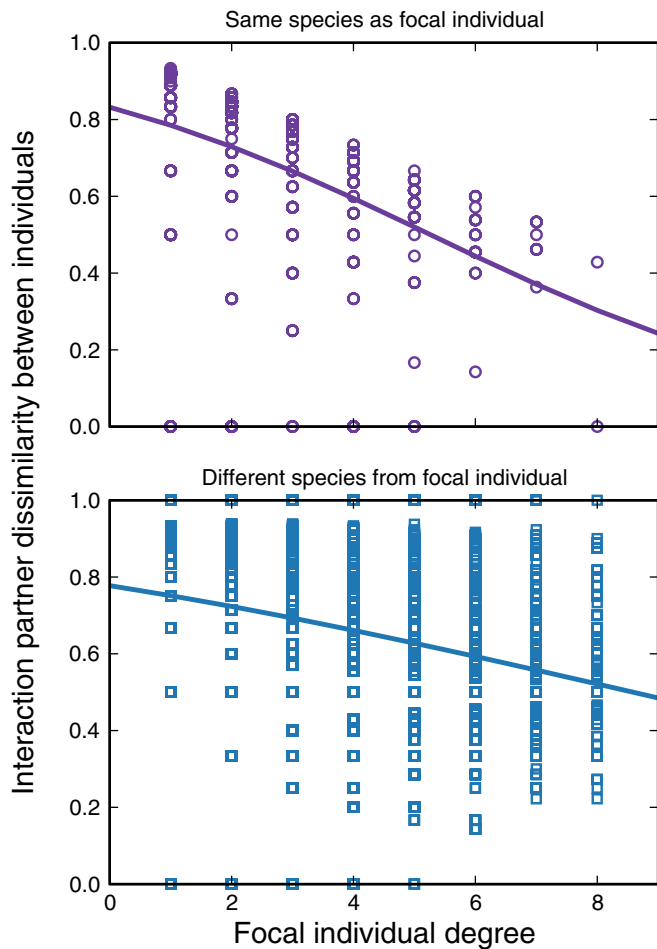 Same species as focal individual
1.0
0.8
0.6
0.4
0.2
0.0
Interaction partner dissimilarity between individuals
Different species from focal individual
1.0
0.8
0.6
0.4
0.2
0.0
0 2 4 6 8
Focal individual degree